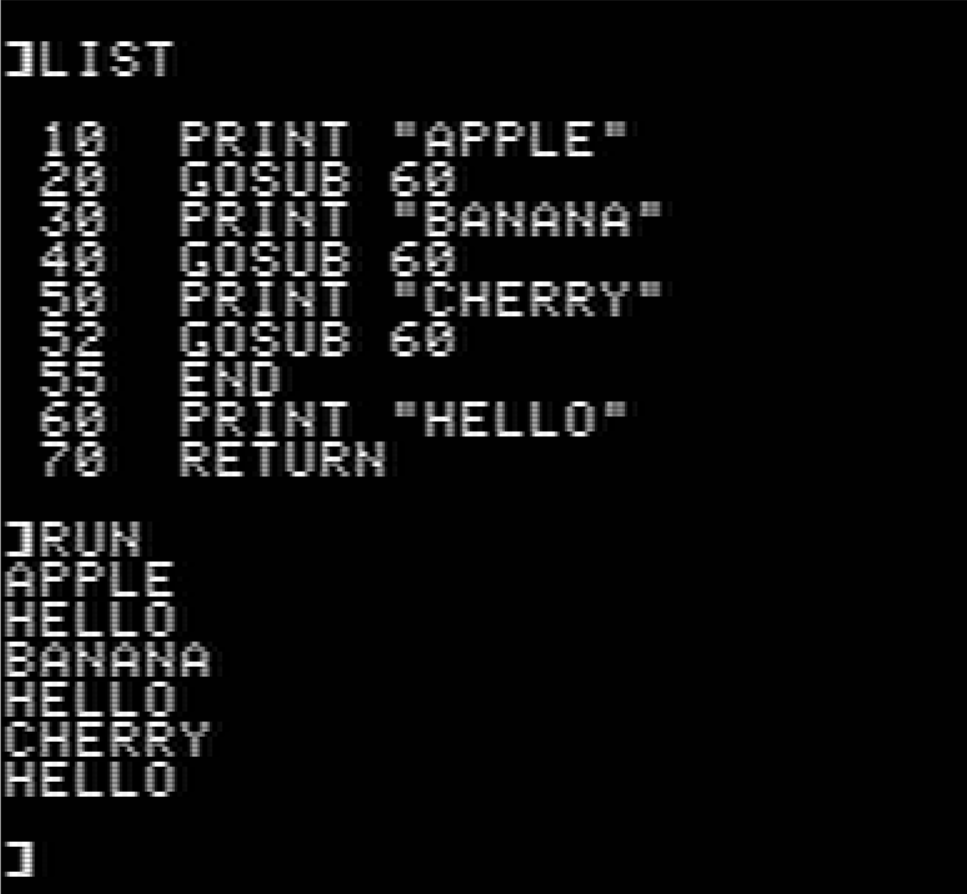 ]LIST
10 PRINT "APPLE"
20 GOSUB 60
30 PRINT "BANANA"
40 GOSUB 60
50 PRINT "CHERRY"
52 GOSUB 60
55 END
60 PRINT "HELLO"
70 RETURN
]RUN
APPLE
HELLO
BANANA
HELLO
CHERRY
HELLO
]